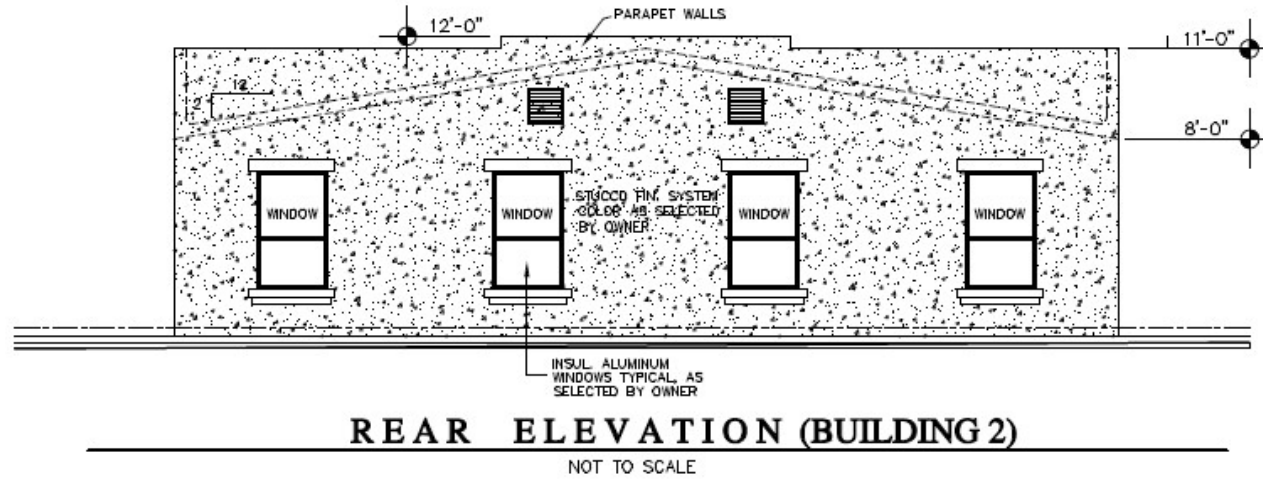 PARAPET WALLS
12'-0"
11'-0"
12
2
8'-0"
WINDOW
WINDOW
STUCCO FIN. SYSTEM
COLOR AS SELECTED
BY OWNER
WINDOW
WINDOW
INSUL. ALUMINUM
WINDOWS TYPICAL, AS
SELECTED BY OWNER
REAR ELEVATION (BUILDING 2)
NOT TO SCALE